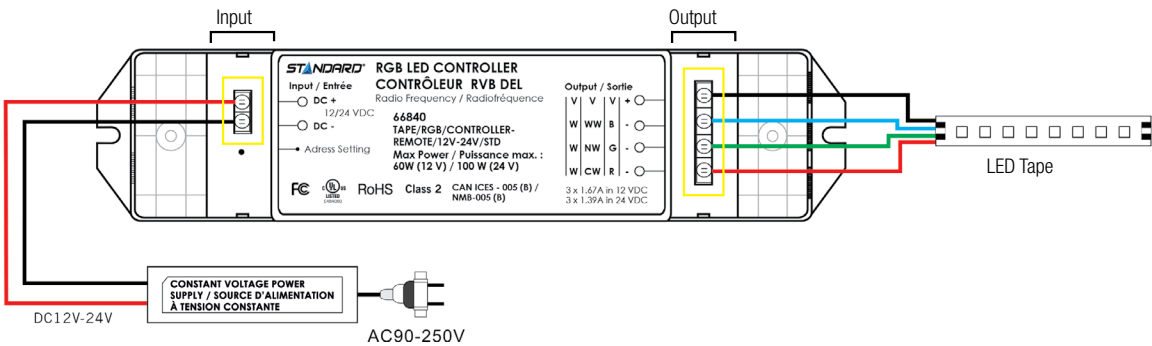 Input
Output
STANDARD®
RGB LED CONTROLLER
CONTRÔLEUR RVB DEL
Radio Frequency / Radiofréquence
Input / Entrée
DC +
12/24 VDC
DC -
Adress Setting
66840
TAPE/RGB/CONTROLLER-
REMOTE/12V-24V/STD
Max Power / Puissance max. :
60W (12 V) / 100 W (24 V)
Output / Sortie
V V V +
W WW B -
W NW G -
W CW R -
3 x 1.67A in 12 VDC
3 x 1.39A in 24 VDC
FC c UL US LISTED RoHS Class 2 CAN ICES - 005 (B) /
NMB-005 (B)
LED Tape
CONSTANT VOLTAGE POWER
SUPPLY / SOURCE D'ALIMENTATION
À TENSION CONSTANTE
DC12V-24V
AC90-250V